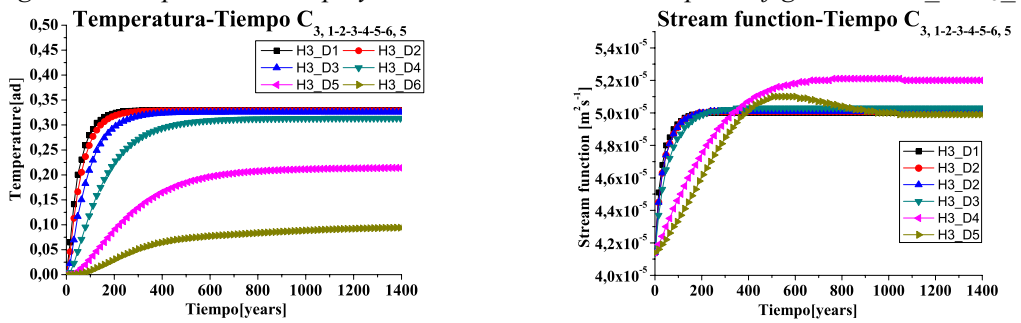 Temperatura-Tiempo C3, 1-2-3-4-5-6, 5
Temperature[ad]
0,50
0,45
0,40
0,35
0,30
0,25
0,20
0,15
0,10
0,05
0,00
H3_D1 H3_D2
H3_D3 H3_D4
H3_D5 H3_D6
0 200 400 600 800 1000 1200 1400
Tiempo[years]
Stream function-Tiempo C3, 1-2-3-4-5-6, 5
Stream function [m²s⁻¹]
5,4x10⁻⁵
5,2x10⁻⁵
5,0x10⁻⁵
4,8x10⁻⁵
4,6x10⁻⁵
4,4x10⁻⁵
4,2x10⁻⁵
4,0x10⁻⁵
H3_D1
H3_D2
H3_D2
H3_D3
H3_D4
H3_D5
0 200 400 600 800 1000 1200 1400
Tiempo[years]